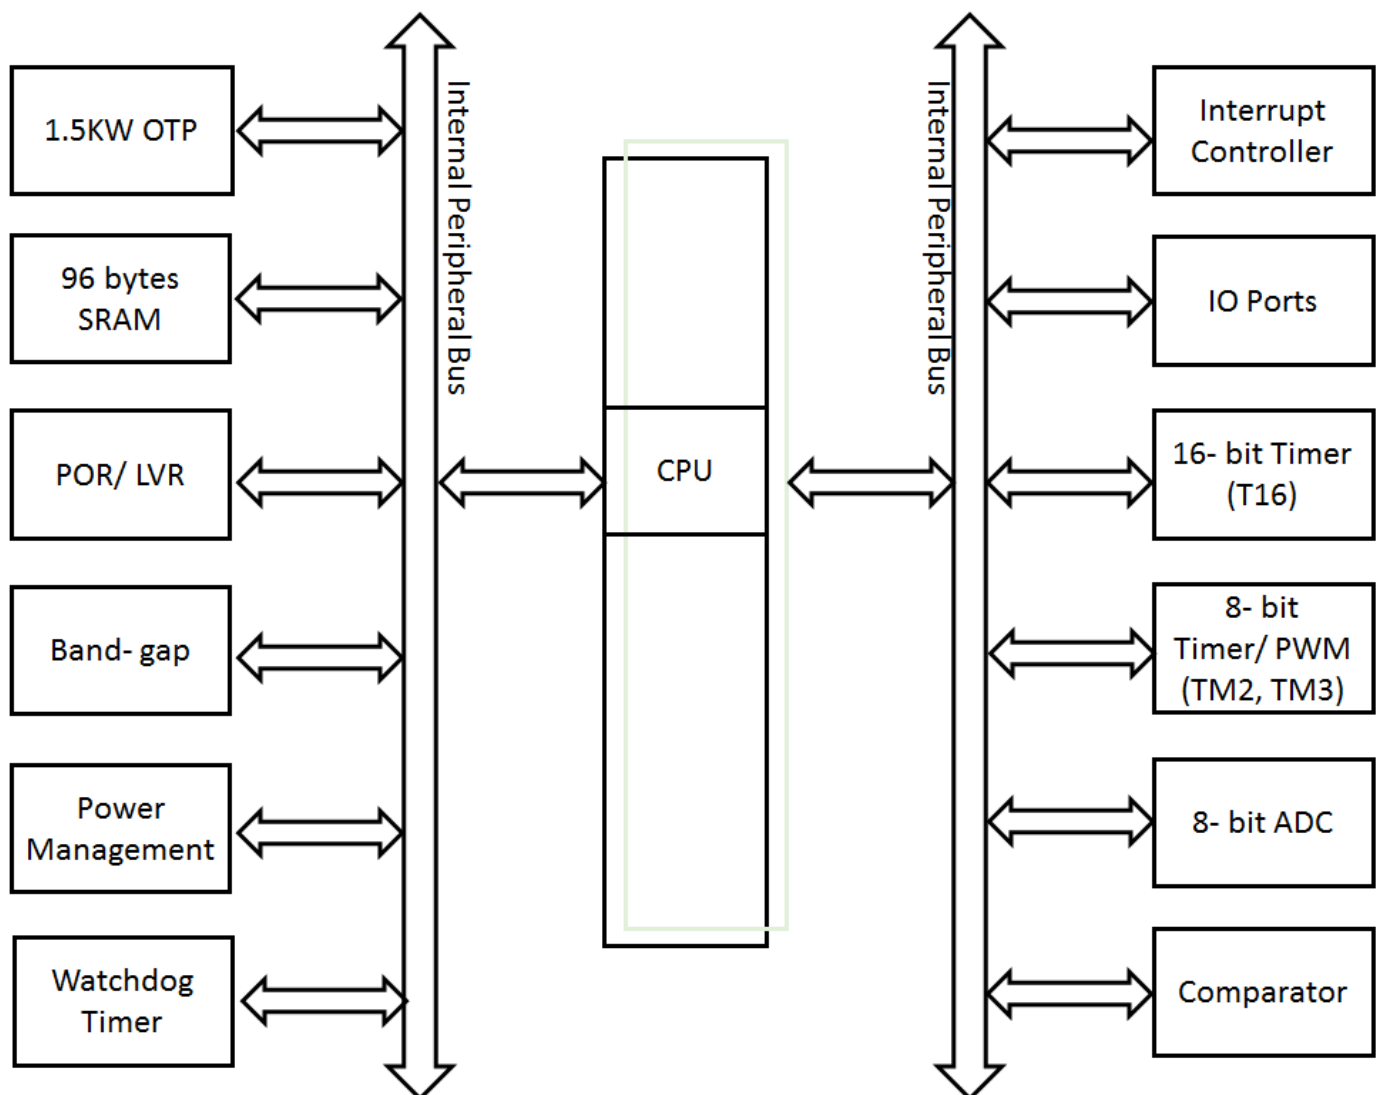 1.5KW OTP
96 bytes
SRAM
POR/ LVR
Band- gap
Power
Management
Watchdog
Timer
Internal Peripheral Bus
CPU
Internal Peripheral Bus
Interrupt
Controller
IO Ports
16- bit Timer
(T16)
8- bit
Timer/ PWM
(TM2, TM3)
8- bit ADC
Comparator